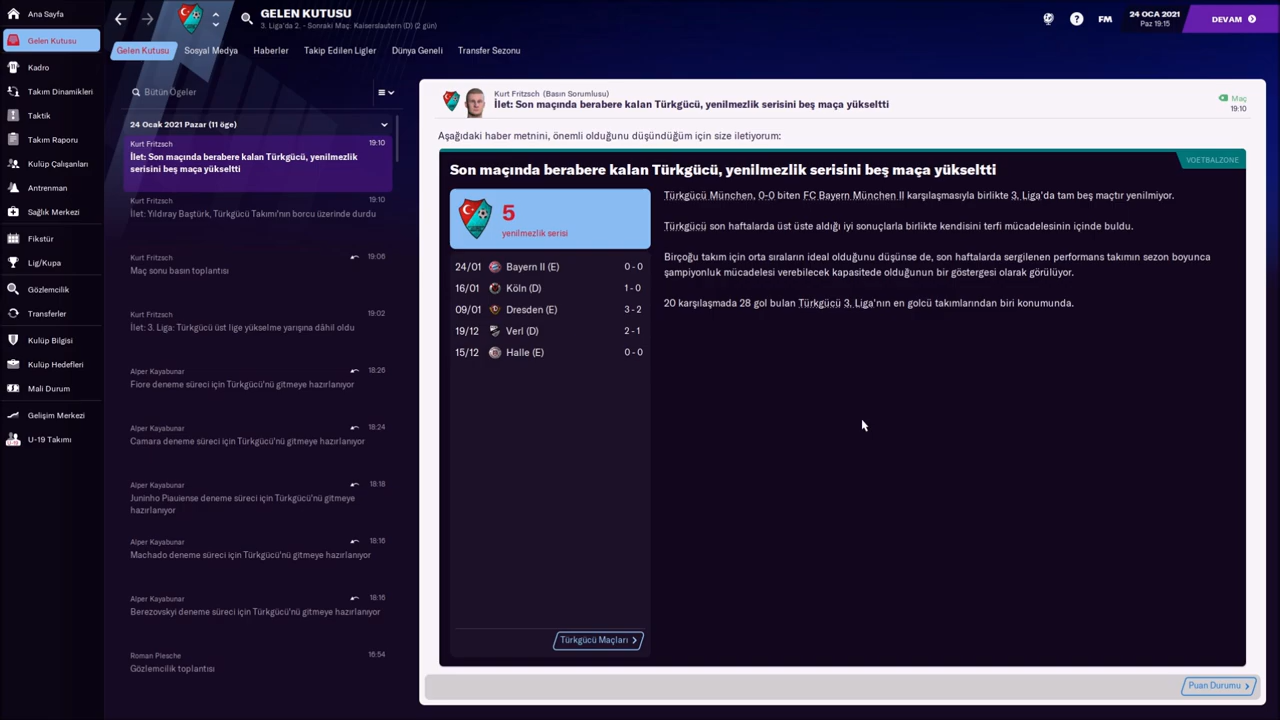 Ana Sayfa
Gelen Kutusu
Kadro
Takım Dinamikleri
Taktik
Takım Raporu
Kulüp Çalışanları
Antrenman
Sağlık Merkezi
Fikstür
Lig/Kupa
Gözlemcilik
Transferler
Kulüp Bilgisi
Kulüp Hedefleri
Mali Durum
Gelişim Merkezi
U-19 Takımı
GELEN KUTUSU
3. Liga'da 2. - Sonraki Maç: Kaiserslautern (D) (2 gün)
? FM
24 OCA 2021
Paz 19:15
DEVAM
Gelen Kutusu Sosyal Medya Haberler Takip Edilen Ligler Dünya Geneli Transfer Sezonu
Bütün Ögeler
24 Ocak 2021 Pazar (11 öge)
Kurt Fritzsch 19:10
İlet: Son maçında berabere kalan Türkgücü, yenilmezlik
serisini beş maça yükseltti
Kurt Fritzsch 19:10
İlet: Yıldıray Baştürk, Türkgücü Takımı'nın borcu üzerinde durdu
Kurt Fritzsch 19:06
Maç sonu basın toplantısı
Kurt Fritzsch 19:02
İlet: 3. Liga: Türkgücü üst lige yükselme yarışına dâhil oldu
Alper Kayabunar 18:26
Fiore deneme süreci için Türkgücü'nü gitmeye hazırlanıyor
Alper Kayabunar 18:24
Camara deneme süreci için Türkgücü'nü gitmeye hazırlanıyor
Alper Kayabunar 18:18
Juninho Piauiense deneme süreci için Türkgücü'nü gitmeye
hazırlanıyor
Alper Kayabunar 18:16
Machado deneme süreci için Türkgücü'nü gitmeye hazırlanıyor
Alper Kayabunar 18:16
Berezovskyi deneme süreci için Türkgücü'nü gitmeye hazırlanıyor
Roman Plesche 16:54
Gözlemcilik toplantısı
Kurt Fritzsch (Basın Sorumlusu)
İlet: Son maçında berabere kalan Türkgücü, yenilmezlik serisini beş maça yükseltti
Maç
19:10
Aşağıdaki haber metnini, önemli olduğunu düşündüğüm için size iletiyorum:
VOETBALZONE
Son maçında berabere kalan Türkgücü, yenilmezlik serisini beş maça yükseltti
5
yenilmezlik serisi
24/01 Bayern II (E) 0 - 0
16/01 Köln (D) 1 - 0
09/01 Dresden (E) 3 - 2
19/12 Verl (D) 2 - 1
15/12 Halle (E) 0 - 0
Türkgücü Maçları
Türkgücü München, 0-0 biten FC Bayern München II karşılaşmasıyla birlikte 3. Liga'da tam beş maçtır yenilmiyor.
Türkgücü son haftalarda üst üste aldığı iyi sonuçlarla birlikte kendisini terfi mücadelesinin içinde buldu.
Birçoğu takım için orta sıraların ideal olduğunu düşünse de, son haftalarda sergilenen performans takımın sezon boyunca
şampiyonluk mücadelesi verebilecek kapasitede olduğunun bir göstergesi olarak görülüyor.
20 karşılaşmada 28 gol bulan Türkgücü 3. Liga'nın en golcü takımlarından biri konumunda.
Puan Durumu